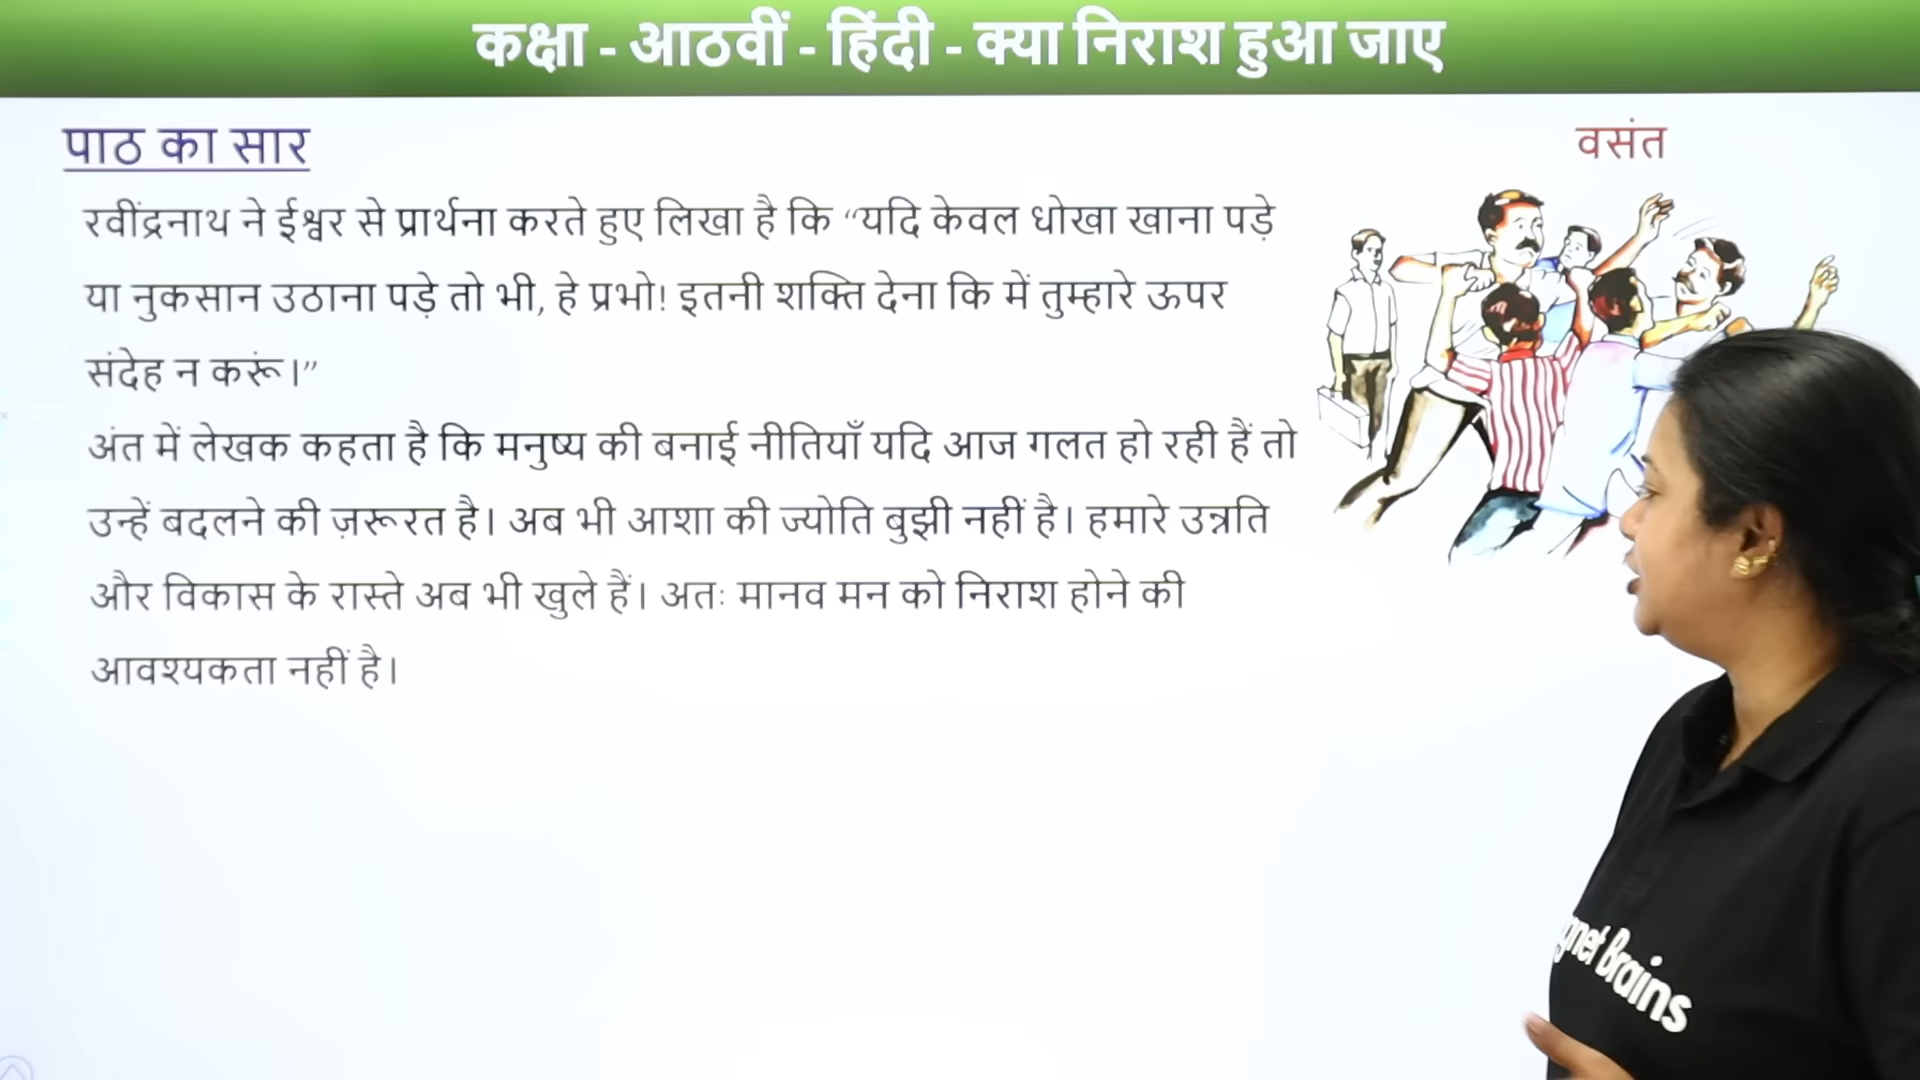 कक्षा - आठवीं - हिंदी - क्या निराश हुआ जाए
पाठ का सार
वसंत
रवींद्रनाथ ने ईश्वर से प्रार्थना करते हुए लिखा है कि “यदि केवल धोखा खाना पड़े
या नुकसान उठाना पड़े तो भी, हे प्रभो! इतनी शक्ति देना कि में तुम्हारे ऊपर
संदेह न करूं।”
अंत में लेखक कहता है कि मनुष्य की बनाई नीतियाँ यदि आज गलत हो रही हैं तो
उन्हें बदलने की ज़रूरत है। अब भी आशा की ज्योति बुझी नहीं है। हमारे उन्नति
और विकास के रास्ते अब भी खुले हैं। अतः मानव मन को निराश होने की
आवश्यकता नहीं है।
gnet Brains